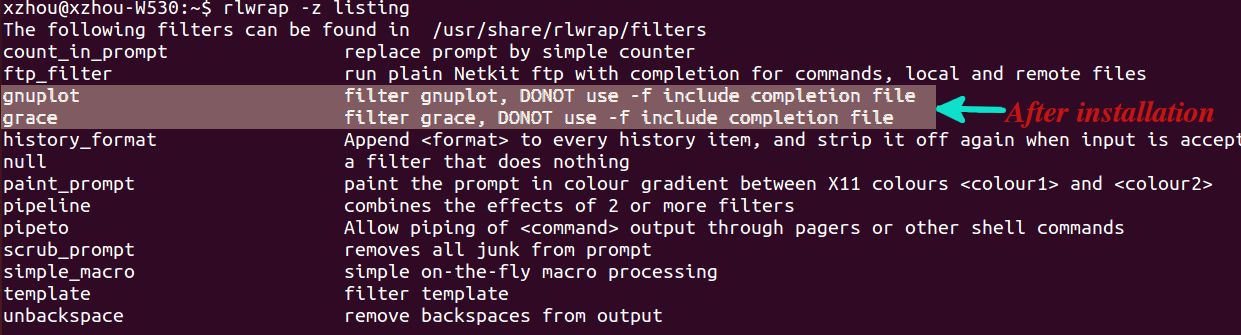 xzhou@xzhou-W530:~$ rlwrap -z listing
The following filters can be found in  /usr/share/rlwrap/filters
count_in_prompt                replace prompt by simple counter
ftp_filter                     run plain Netkit ftp with completion for commands, local and remote files
gnuplot                        filter gnuplot, DONOT use -f include completion file
grace                          filter grace, DONOT use -f include completion file
After installation
history_format                 Append <format> to every history item, and strip it off again when input is accept
null                           a filter that does nothing
paint_prompt                   paint the prompt in colour gradient between X11 colours <colour1> and <colour2>
pipeline                       combines the effects of 2 or more filters
pipeto                         Allow piping of <command> output through pagers or other shell commands
scrub_prompt                   removes all junk from prompt
simple_macro                   simple on-the-fly macro processing
template                       filter template
unbackspace                    remove backspaces from output